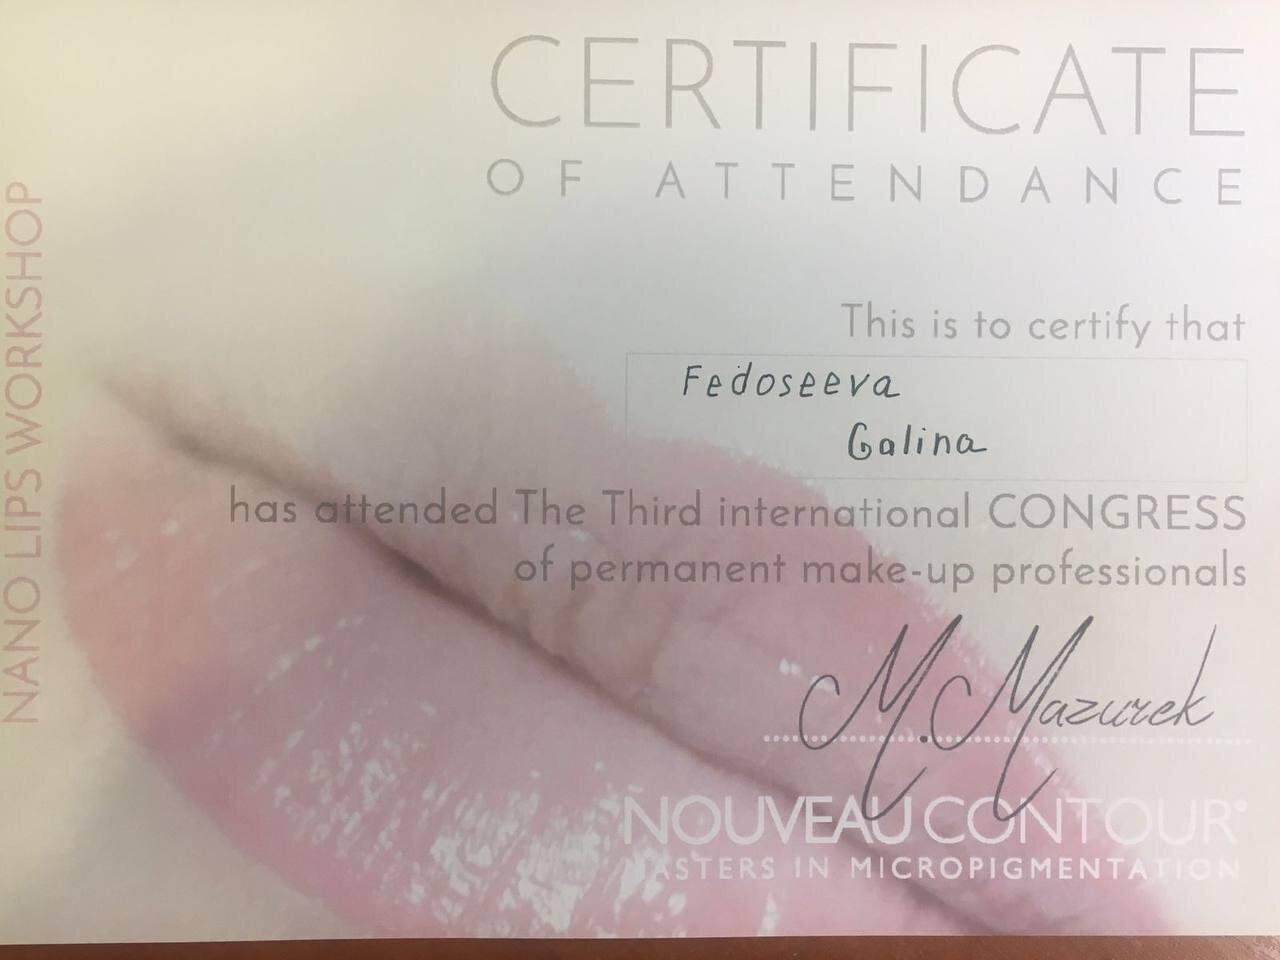 CERTIFICATE
OF ATTENDANCE
This is to certify that
Fedoseeva
Galina
has attended The Third international CONGRESS
of permanent make-up professionals
M.Mazurek
NOUVEAU CONTOUR®
MASTERS IN MICROPIGMENTATION
NANO LIPS WORKSHOP